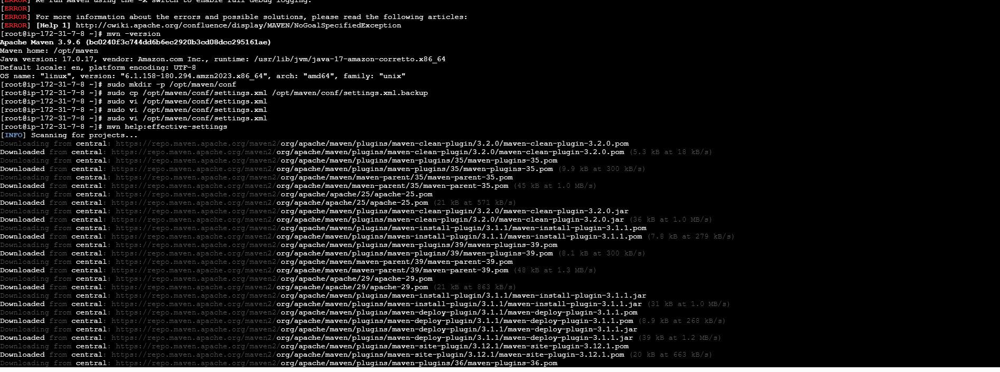 [ERROR] Re-run Maven using the -X switch to enable full debug logging.
[ERROR]
[ERROR] For more information about the errors and possible solutions, please read the following articles:
[ERROR] [Help 1] http://cwiki.apache.org/confluence/display/MAVEN/NoGoalSpecifiedException
[root@ip-172-31-7-8 ~]# mvn -version
Apache Maven 3.9.6 (bc0240f3c744dd6b6ec2920b3cd08dcc295161ae)
Maven home: /opt/maven
Java version: 17.0.17, vendor: Amazon.com Inc., runtime: /usr/lib/jvm/java-17-amazon-corretto.x86_64
Default locale: en, platform encoding: UTF-8
OS name: "linux", version: "6.1.158-180.294.amzn2023.x86_64", arch: "amd64", family: "unix"
[root@ip-172-31-7-8 ~]# sudo mkdir -p /opt/maven/conf
[root@ip-172-31-7-8 ~]# sudo cp /opt/maven/conf/settings.xml /opt/maven/conf/settings.xml.backup
[root@ip-172-31-7-8 ~]# sudo vi /opt/maven/conf/settings.xml
[root@ip-172-31-7-8 ~]# sudo vi /opt/maven/conf/settings.xml
[root@ip-172-31-7-8 ~]# sudo vi /opt/maven/conf/settings.xml
[root@ip-172-31-7-8 ~]# mvn help:effective-settings
[INFO] Scanning for projects...
Downloading from central: https://repo.maven.apache.org/maven2/org/apache/maven/plugins/maven-clean-plugin/3.2.0/maven-clean-plugin-3.2.0.pom
Downloaded from central: https://repo.maven.apache.org/maven2/org/apache/maven/plugins/maven-clean-plugin/3.2.0/maven-clean-plugin-3.2.0.pom (5.3 kB at 18 kB/s)
Downloading from central: https://repo.maven.apache.org/maven2/org/apache/maven/plugins/maven-plugins/35/maven-plugins-35.pom
Downloaded from central: https://repo.maven.apache.org/maven2/org/apache/maven/plugins/maven-plugins/35/maven-plugins-35.pom (9.9 kB at 300 kB/s)
Downloading from central: https://repo.maven.apache.org/maven2/org/apache/maven/maven-parent/35/maven-parent-35.pom
Downloaded from central: https://repo.maven.apache.org/maven2/org/apache/maven/maven-parent/35/maven-parent-35.pom (45 kB at 1.0 MB/s)
Downloading from central: https://repo.maven.apache.org/maven2/org/apache/apache/25/apache-25.pom
Downloaded from central: https://repo.maven.apache.org/maven2/org/apache/apache/25/apache-25.pom (21 kB at 571 kB/s)
Downloading from central: https://repo.maven.apache.org/maven2/org/apache/maven/plugins/maven-clean-plugin/3.2.0/maven-clean-plugin-3.2.0.jar
Downloaded from central: https://repo.maven.apache.org/maven2/org/apache/maven/plugins/maven-clean-plugin/3.2.0/maven-clean-plugin-3.2.0.jar (36 kB at 1.0 MB/s)
Downloading from central: https://repo.maven.apache.org/maven2/org/apache/maven/plugins/maven-install-plugin/3.1.1/maven-install-plugin-3.1.1.pom
Downloaded from central: https://repo.maven.apache.org/maven2/org/apache/maven/plugins/maven-install-plugin/3.1.1/maven-install-plugin-3.1.1.pom (7.8 kB at 279 kB/s)
Downloading from central: https://repo.maven.apache.org/maven2/org/apache/maven/plugins/maven-plugins/39/maven-plugins-39.pom
Downloaded from central: https://repo.maven.apache.org/maven2/org/apache/maven/plugins/maven-plugins/39/maven-plugins-39.pom (8.1 kB at 300 kB/s)
Downloading from central: https://repo.maven.apache.org/maven2/org/apache/maven/maven-parent/39/maven-parent-39.pom
Downloaded from central: https://repo.maven.apache.org/maven2/org/apache/maven/maven-parent/39/maven-parent-39.pom (48 kB at 1.3 MB/s)
Downloading from central: https://repo.maven.apache.org/maven2/org/apache/apache/29/apache-29.pom
Downloaded from central: https://repo.maven.apache.org/maven2/org/apache/apache/29/apache-29.pom (21 kB at 863 kB/s)
Downloading from central: https://repo.maven.apache.org/maven2/org/apache/maven/plugins/maven-install-plugin/3.1.1/maven-install-plugin-3.1.1.jar
Downloaded from central: https://repo.maven.apache.org/maven2/org/apache/maven/plugins/maven-install-plugin/3.1.1/maven-install-plugin-3.1.1.jar (31 kB at 1.0 MB/s)
Downloading from central: https://repo.maven.apache.org/maven2/org/apache/maven/plugins/maven-deploy-plugin/3.1.1/maven-deploy-plugin-3.1.1.pom
Downloaded from central: https://repo.maven.apache.org/maven2/org/apache/maven/plugins/maven-deploy-plugin/3.1.1/maven-deploy-plugin-3.1.1.pom (8.9 kB at 268 kB/s)
Downloading from central: https://repo.maven.apache.org/maven2/org/apache/maven/plugins/maven-deploy-plugin/3.1.1/maven-deploy-plugin-3.1.1.jar
Downloaded from central: https://repo.maven.apache.org/maven2/org/apache/maven/plugins/maven-deploy-plugin/3.1.1/maven-deploy-plugin-3.1.1.jar (39 kB at 1.2 MB/s)
Downloading from central: https://repo.maven.apache.org/maven2/org/apache/maven/plugins/maven-site-plugin/3.12.1/maven-site-plugin-3.12.1.pom
Downloaded from central: https://repo.maven.apache.org/maven2/org/apache/maven/plugins/maven-site-plugin/3.12.1/maven-site-plugin-3.12.1.pom (20 kB at 663 kB/s)
Downloading from central: https://repo.maven.apache.org/maven2/org/apache/maven/plugins/maven-plugins/36/maven-plugins-36.pom